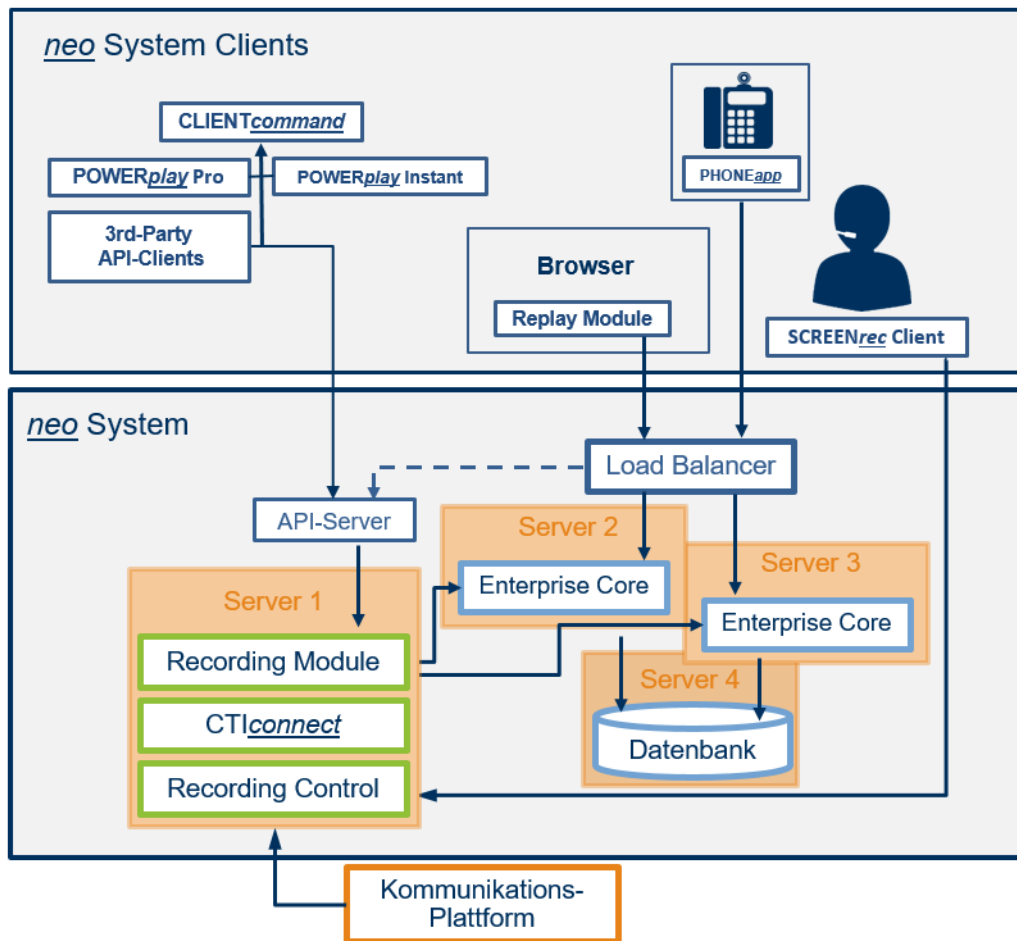 neo System Clients
CLIENTcommand
POWERplay Pro
POWERplay Instant
3rd-Party
API-Clients
PHONEapp
Browser
Replay Module
SCREENrec Client
neo System
Load Balancer
API-Server
Server 2
Enterprise Core
Server 3
Enterprise Core
Server 1
Recording Module
CTIconnect
Recording Control
Server 4
Datenbank
Kommunikations-
Plattform